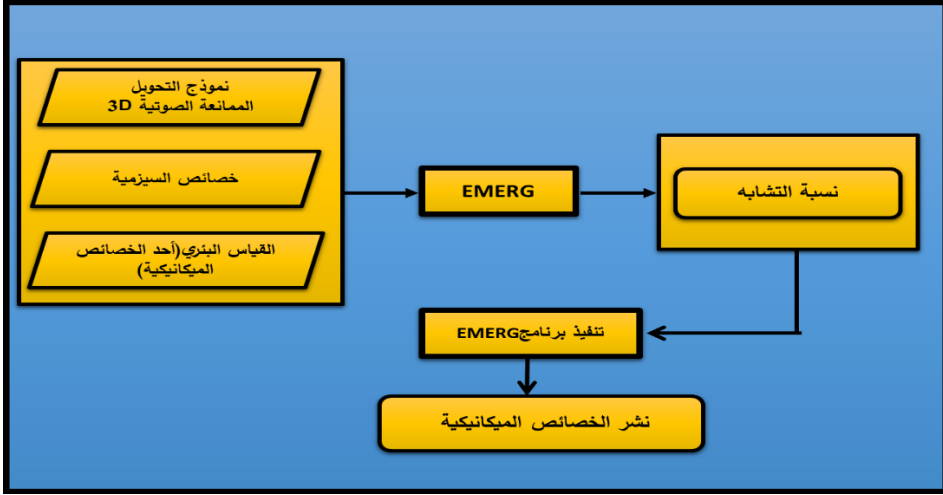 نموذج التحويل
الممانعة الصوتية 3D
خصائص السيزمية
القياس البئري(أحد الخصائص
الميكانيكية)
EMERG
نسبة التشابه
تنفيذ برنامجEMERG
نشر الخصائص الميكانيكية